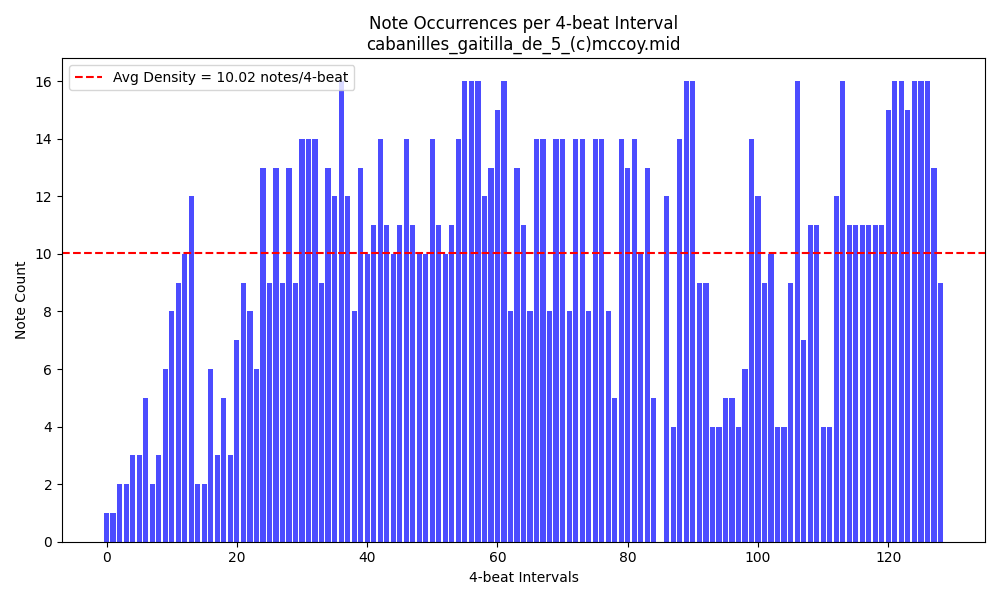 Note Occurrences per 4-beat Interval
cabanilles_gaitilla_de_5_(c)mccoy.mid
Avg Density = 10.02 notes/4-beat
Note Count
16
14
12
10
8
6
4
2
0
0 20 40 60 80 100 120
4-beat Intervals